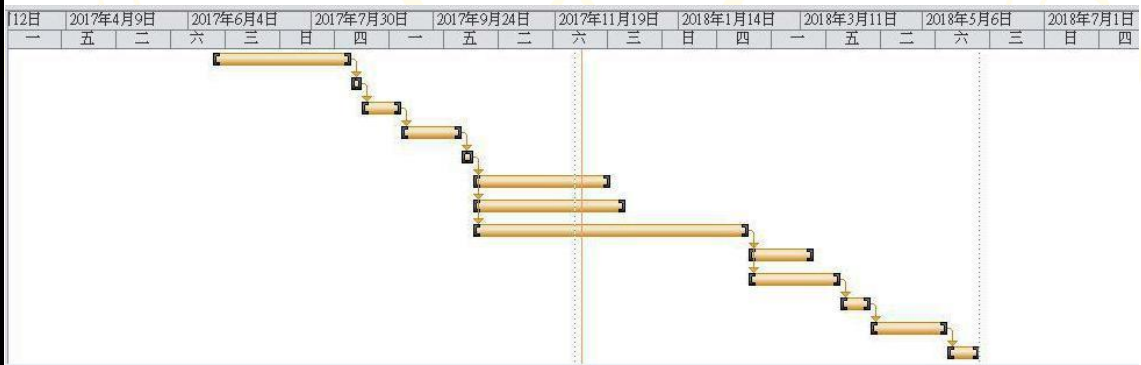 12日 2017年4月9日 2017年6月4日 2017年7月30日 2017年9月24日 2017年11月19日 2018年1月14日 2018年3月11日 2018年5月6日 2018年7月1日
一 五 二 六 三 日 四 一 五 二 六 三 日 四 一 五 二 六 三 日 四